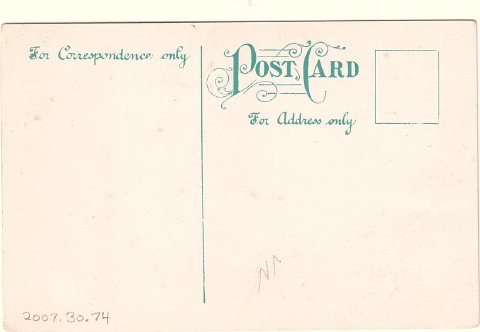 For Correspondence only
POST CARD
For Address only
2007.30.74